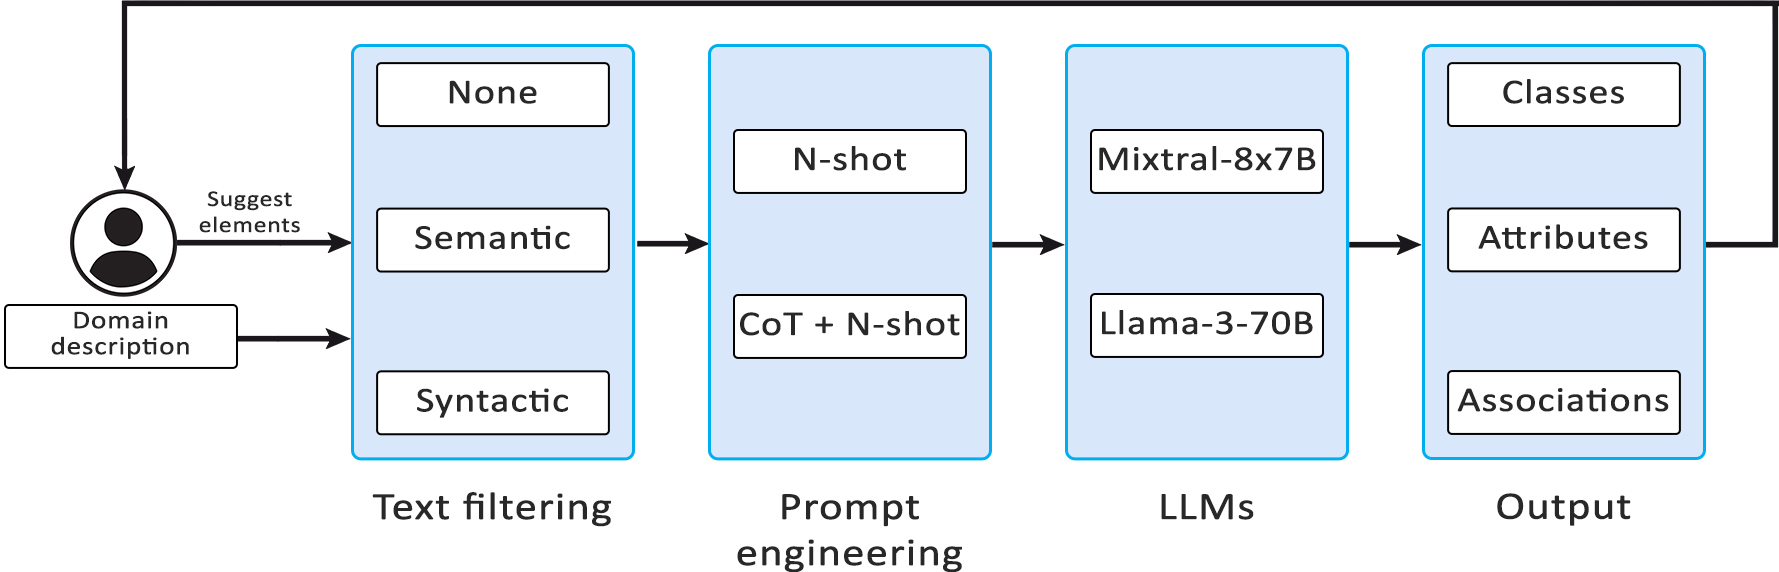 Suggest
elements
Domain
description
None
Semantic
Syntactic
Text filtering
N-shot
CoT + N-shot
Prompt
engineering
Mixtral-8x7B
Llama-3-70B
LLMs
Classes
Attributes
Associations
Output